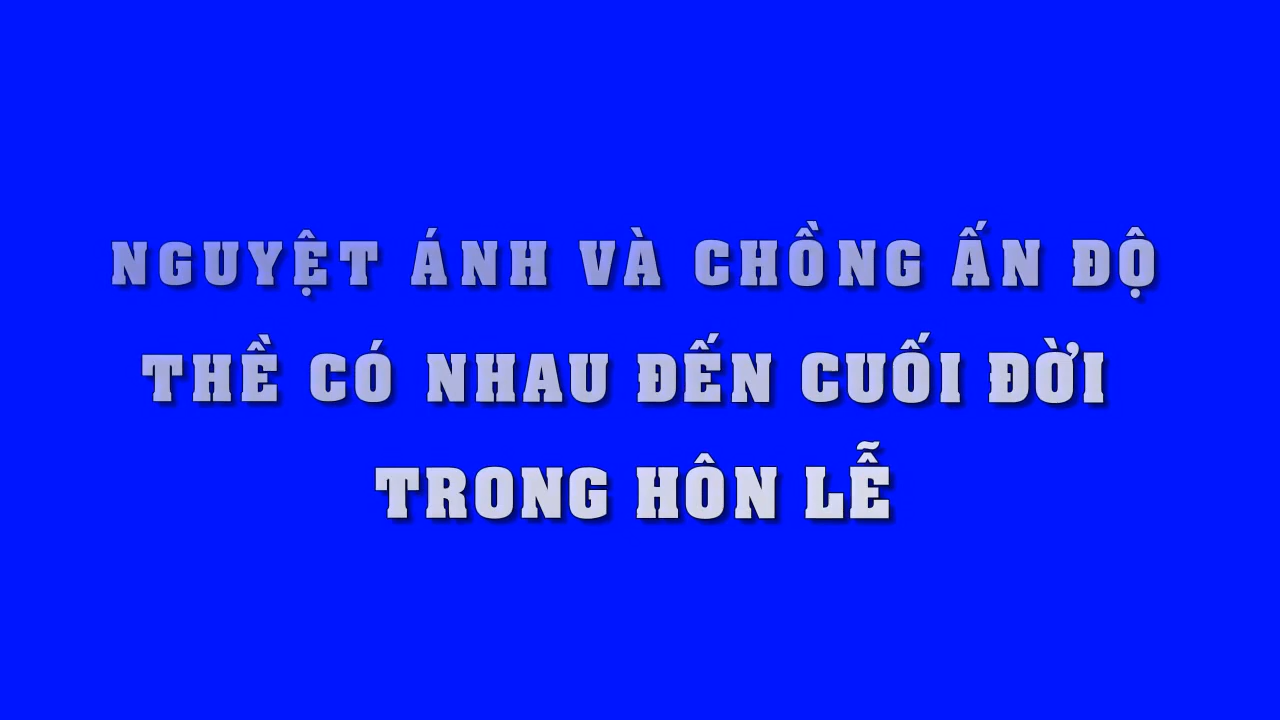 NGUYỆT ÁNH VÀ CHỒNG ẤN ĐỘ
THỀ CÓ NHAU ĐẾN CUỐI ĐỜI
TRONG HÔN LỄ